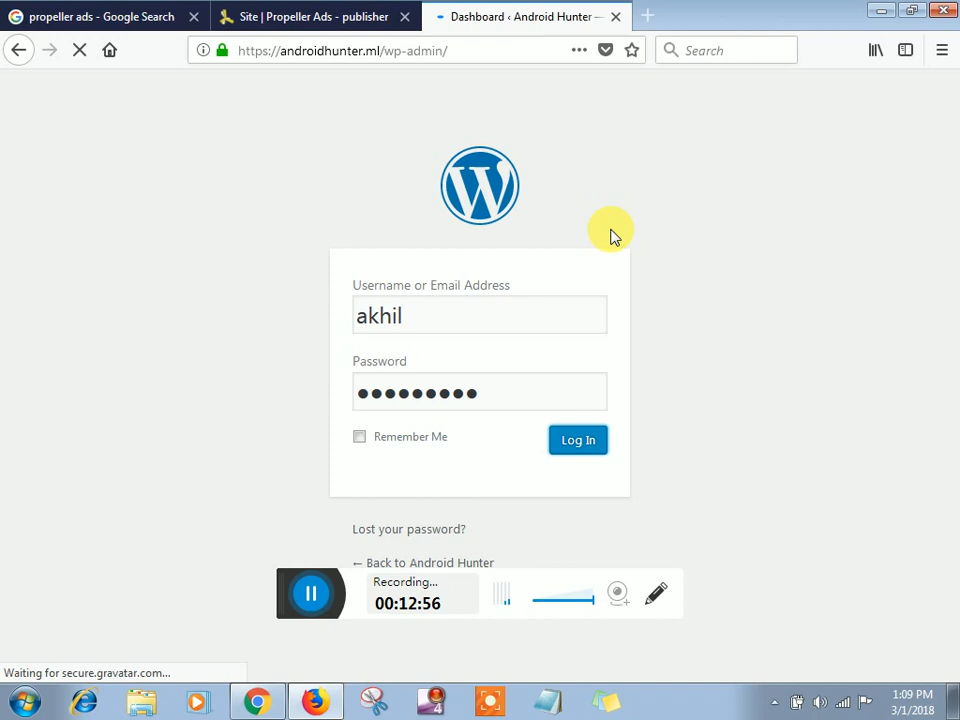 propeller ads - Google Search
Site | Propeller Ads - publisher
Dashboard ‹ Android Hunter —
https://androidhunter.ml/wp-admin/
Search
Username or Email Address
akhil
Password
Remember Me
Log In
Lost your password?
← Back to Android Hunter
Recording...
00:12:56
Waiting for secure.gravatar.com...
4
1:09 PM
3/1/2018